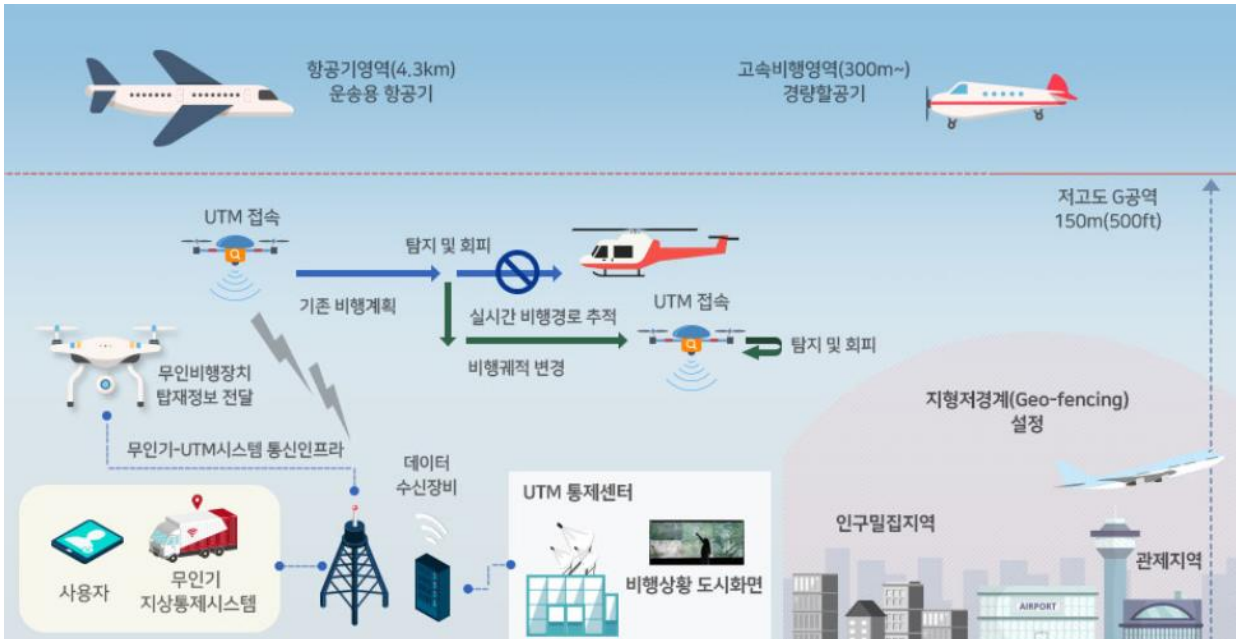 항공기영역(4.3km)
운송용 항공기
고속비행영역(300m~)
경량할공기
저고도 G공역
150m(500ft)
UTM 접속
탐지 및 회피
기존 비행계획
실시간 비행경로 추적
비행궤적 변경
UTM 접속
탐지 및 회피
무인비행장치
탑재정보 전달
무인기-UTM시스템 통신인프라
데이터
수신장비
사용자
무인기
지상통제시스템
UTM 통제센터
비행상황 도시화면
지형저경계(Geo-fencing)
설정
인구밀집지역
관제지역
AIRPORT